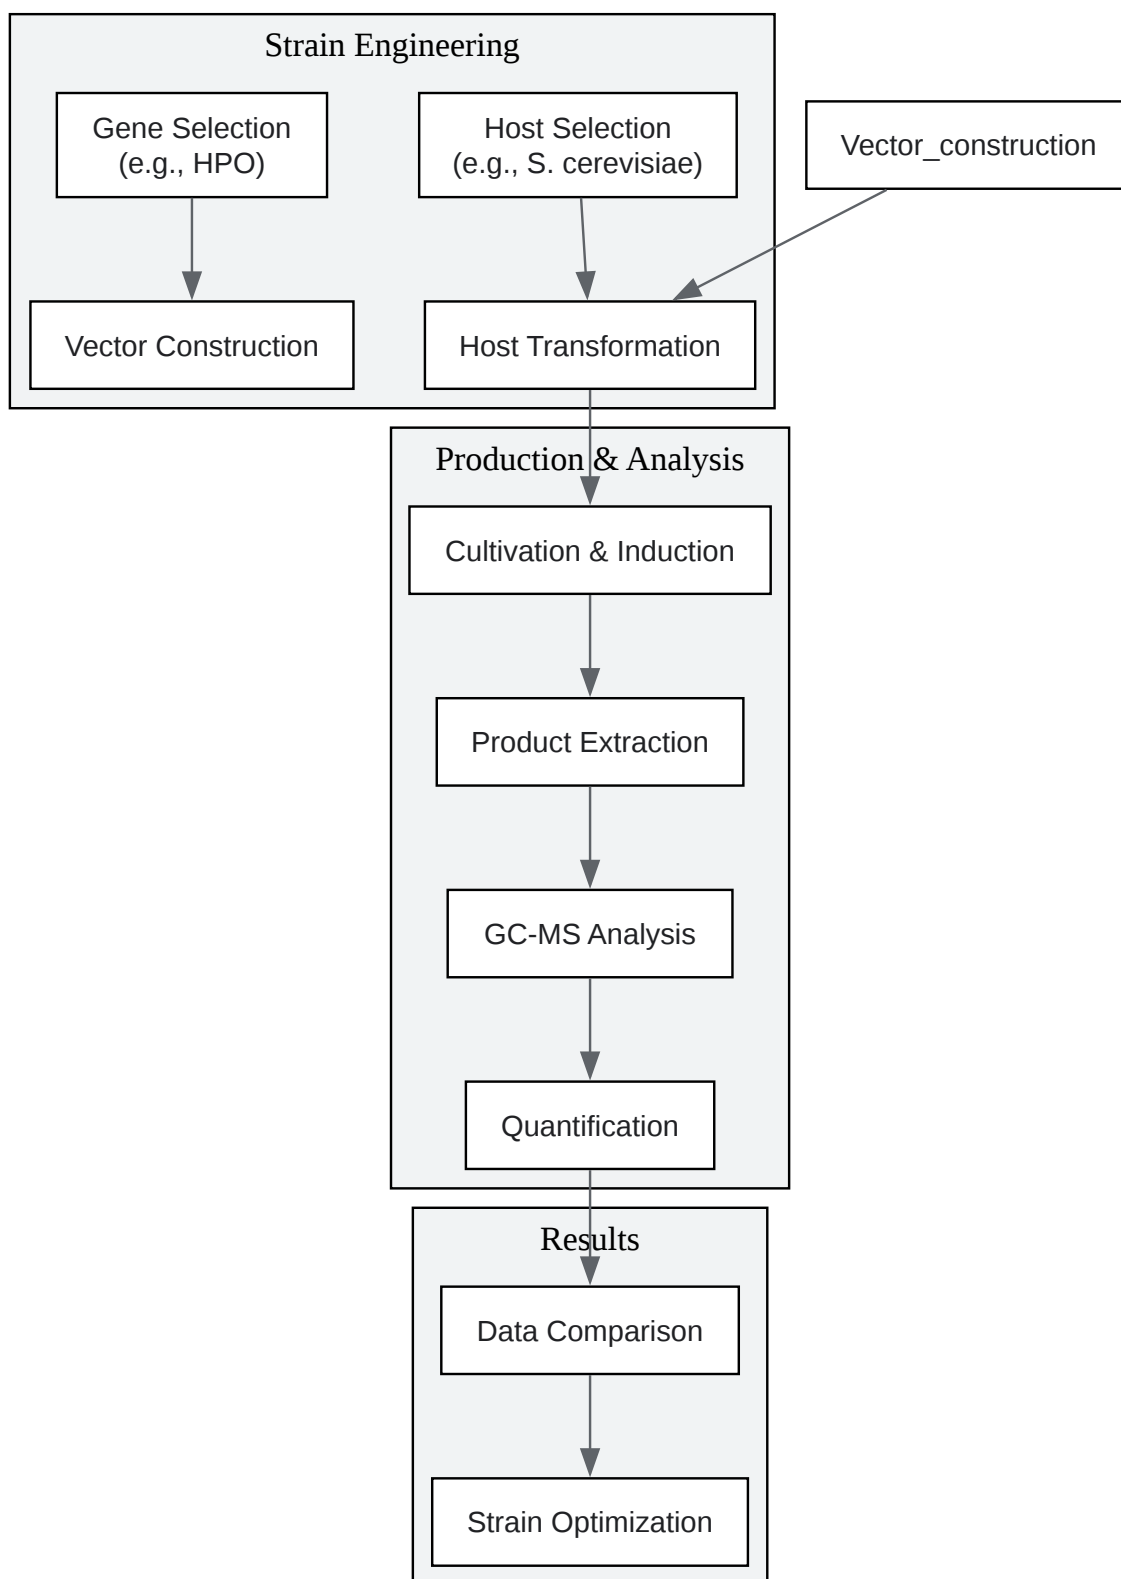 Strain Engineering
Gene Selection
(e.g., HPO)
Host Selection
(e.g., S. cerevisiae)
Vector_construction
Vector Construction
Host Transformation
Production & Analysis
Cultivation & Induction
Product Extraction
GC-MS Analysis
Quantification
Results
Data Comparison
Strain Optimization